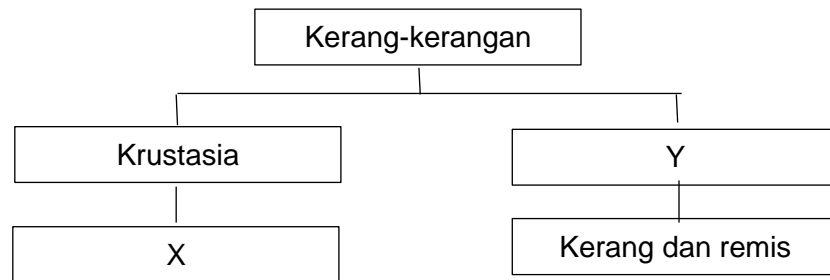 Kerang-kerangan
Krustasia
Y
X
Kerang dan remis